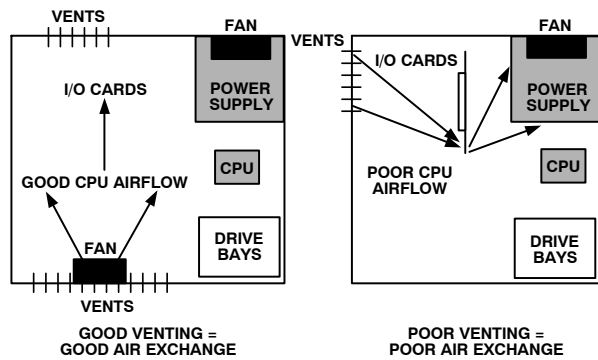 VENTS
FAN
I/O CARDS
POWER
SUPPLY
CPU
GOOD CPU AIRFLOW
FAN
DRIVE
BAYS
VENTS
GOOD VENTING =
GOOD AIR EXCHANGE
FAN
VENTS
I/O CARDS
POWER
SUPPLY
POOR CPU
AIRFLOW
CPU
DRIVE
BAYS
POOR VENTING =
POOR AIR EXCHANGE